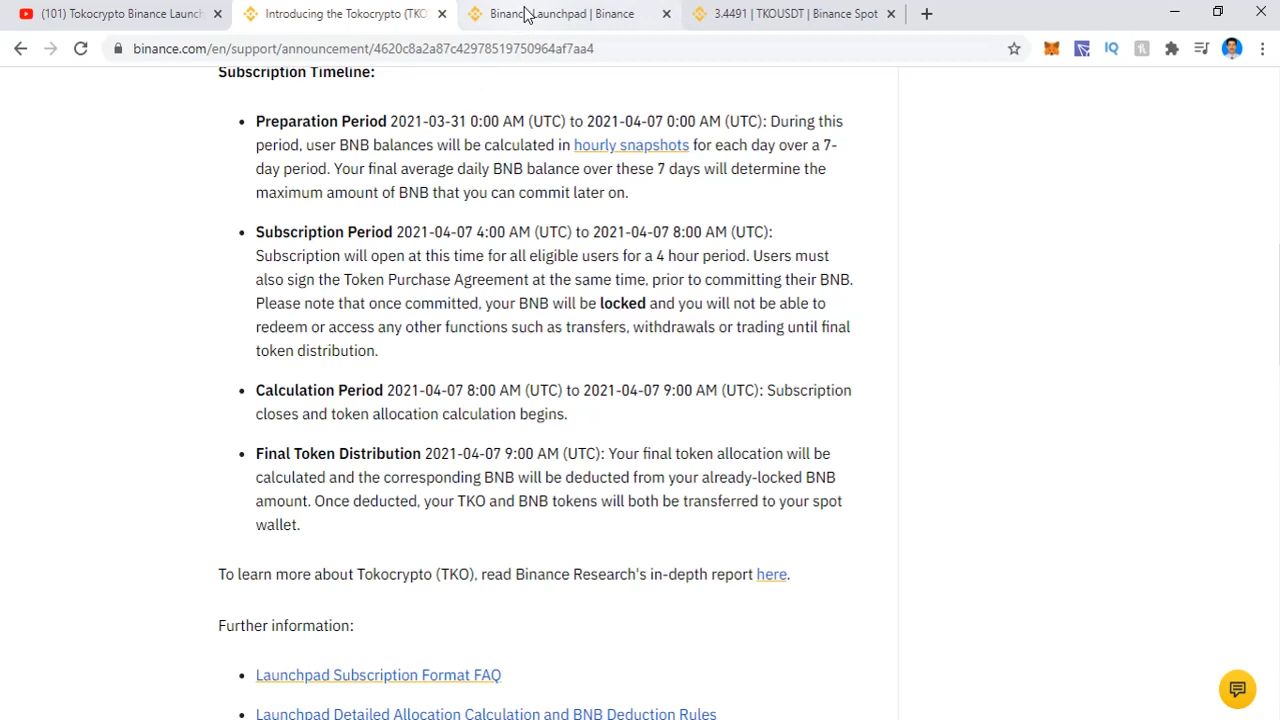 (101) Tokocrypto Binance Launch
Introducing the Tokocrypto (TKO
Binance Launchpad | Binance
3.4491 | TKOUSDT | Binance Spot
binance.com/en/support/announcement/4620c8a2a87c42978519750964af7aa4
IQ
Subscription Timeline:
• Preparation Period 2021-03-31 0:00 AM (UTC) to 2021-04-07 0:00 AM (UTC): During this
period, user BNB balances will be calculated in hourly snapshots for each day over a 7-
day period. Your final average daily BNB balance over these 7 days will determine the
maximum amount of BNB that you can commit later on.
• Subscription Period 2021-04-07 4:00 AM (UTC) to 2021-04-07 8:00 AM (UTC):
Subscription will open at this time for all eligible users for a 4 hour period. Users must
also sign the Token Purchase Agreement at the same time, prior to committing their BNB.
Please note that once committed, your BNB will be locked and you will not be able to
redeem or access any other functions such as transfers, withdrawals or trading until final
token distribution.
• Calculation Period 2021-04-07 8:00 AM (UTC) to 2021-04-07 9:00 AM (UTC): Subscription
closes and token allocation calculation begins.
• Final Token Distribution 2021-04-07 9:00 AM (UTC): Your final token allocation will be
calculated and the corresponding BNB will be deducted from your already-locked BNB
amount. Once deducted, your TKO and BNB tokens will both be transferred to your spot
wallet.
To learn more about Tokocrypto (TKO), read Binance Research's in-depth report here.
Further information:
• Launchpad Subscription Format FAQ
• Launchpad Detailed Allocation Calculation and BNB Deduction Rules